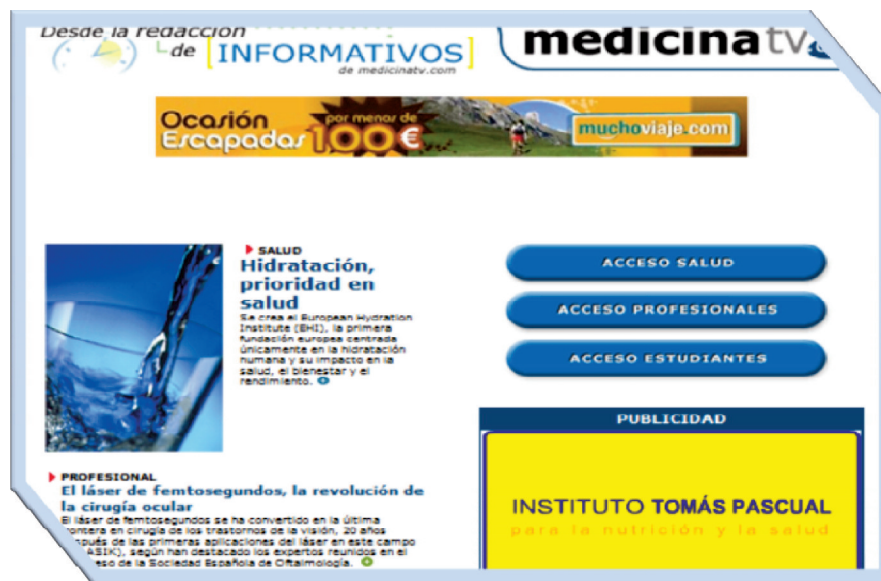 Desde la redacción
de [INFORMATIVOS]
de medicinatv.com
medicinatv
Ocasión
Escapadas
por menos de
100€
muchoviaje.com
SALUD
Hidratación,
prioridad en
salud
Se crea el European Hydration
Institute (EHI), la primera
fundación europea centrada
únicamente en la hidratación
humana y su impacto en la
salud, el bienestar y el
rendimiento.
ACCESO SALUD
ACCESO PROFESIONALES
ACCESO ESTUDIANTES
PUBLICIDAD
INSTITUTO TOMÁS PASCUAL
para la nutrición y la salud
PROFESIONAL
El láser de femtosegundos, la revolución de
la cirugía ocular
El láser de femtosegundos se ha convertido en la última
frontera en cirugía de los trastornos de la visión, 20 años
después de las primeras aplicaciones del láser en este campo
ASIK), según han destacado los expertos reunidos en el
eso de la Sociedad Española de Oftalmología.